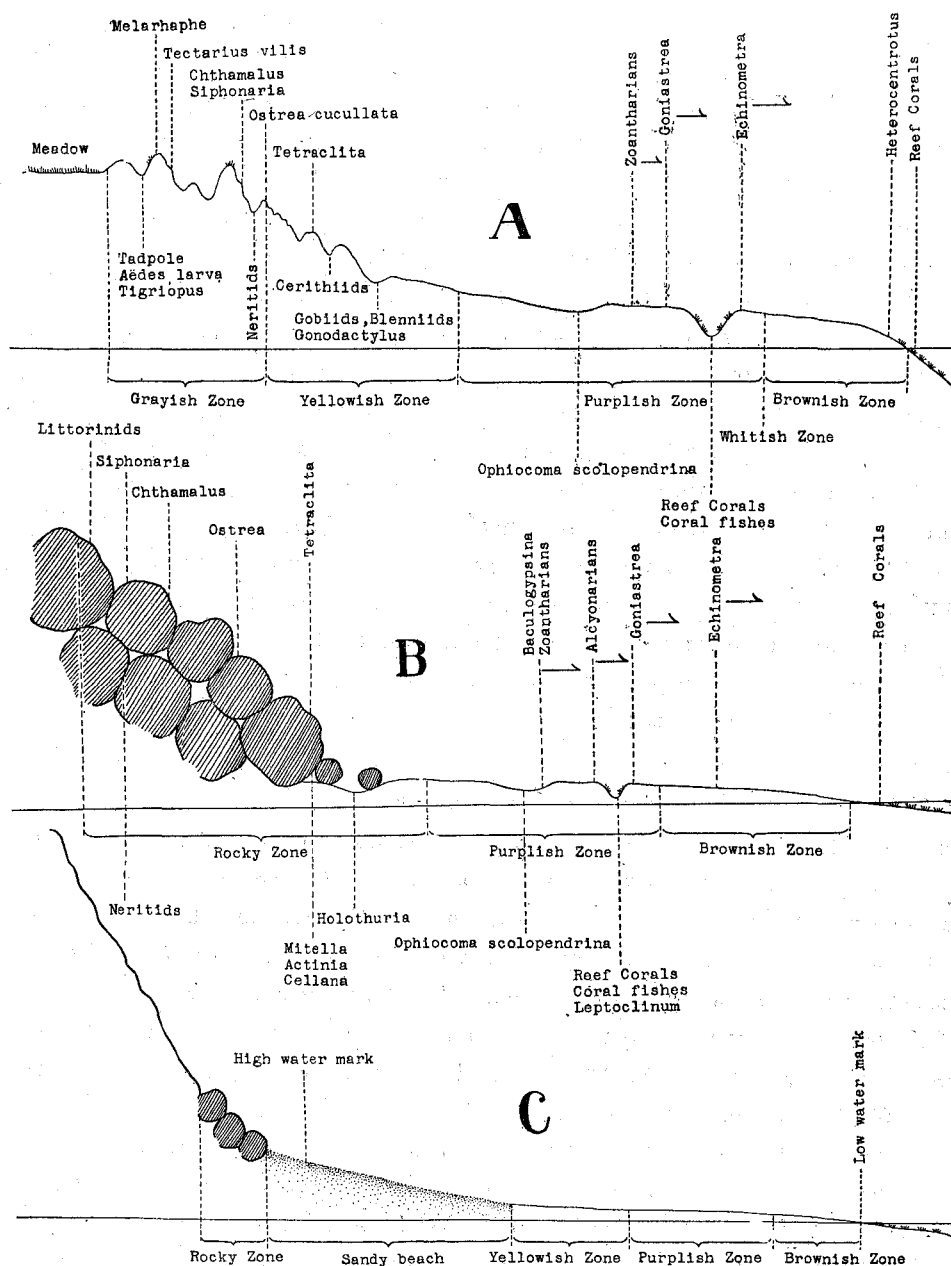 Melarhaphe
Tectarius vilis
Chthamalus
Siphonaria
Ostrea cucullata
Tetraclita
Meadow
Zoantharians
Goniastrea
Echinometra
Heterocentrotus
Reef Corals
A
Tadpole
Aëdes larva
Tigriopus
Neritids
Cerithiids
Gobiids, Blenniids
Gonodactylus
Grayish Zone
Yellowish Zone
Purplish Zone
Brownish Zone
Whitish Zone
Ophiocoma scolopendrina
Reef Corals
Coral fishes
Littorinids
Siphonaria
Chthamalus
Ostrea
Tetraclita
B
Baculogypsina
Zoantharians
Alcyonarians
Goniastrea
Echinometra
Reef Corals
Rocky Zone
Purplish Zone
Brownish Zone
Neritids
Holothuria
Mitella
Actinia
Cellana
Ophiocoma scolopendrina
Reef Corals
Coral fishes
Leptoclinum
High water mark
C
Low water mark
Rocky Zone
Sandy beach
Yellowish Zone
Purplish Zone
Brownish Zone